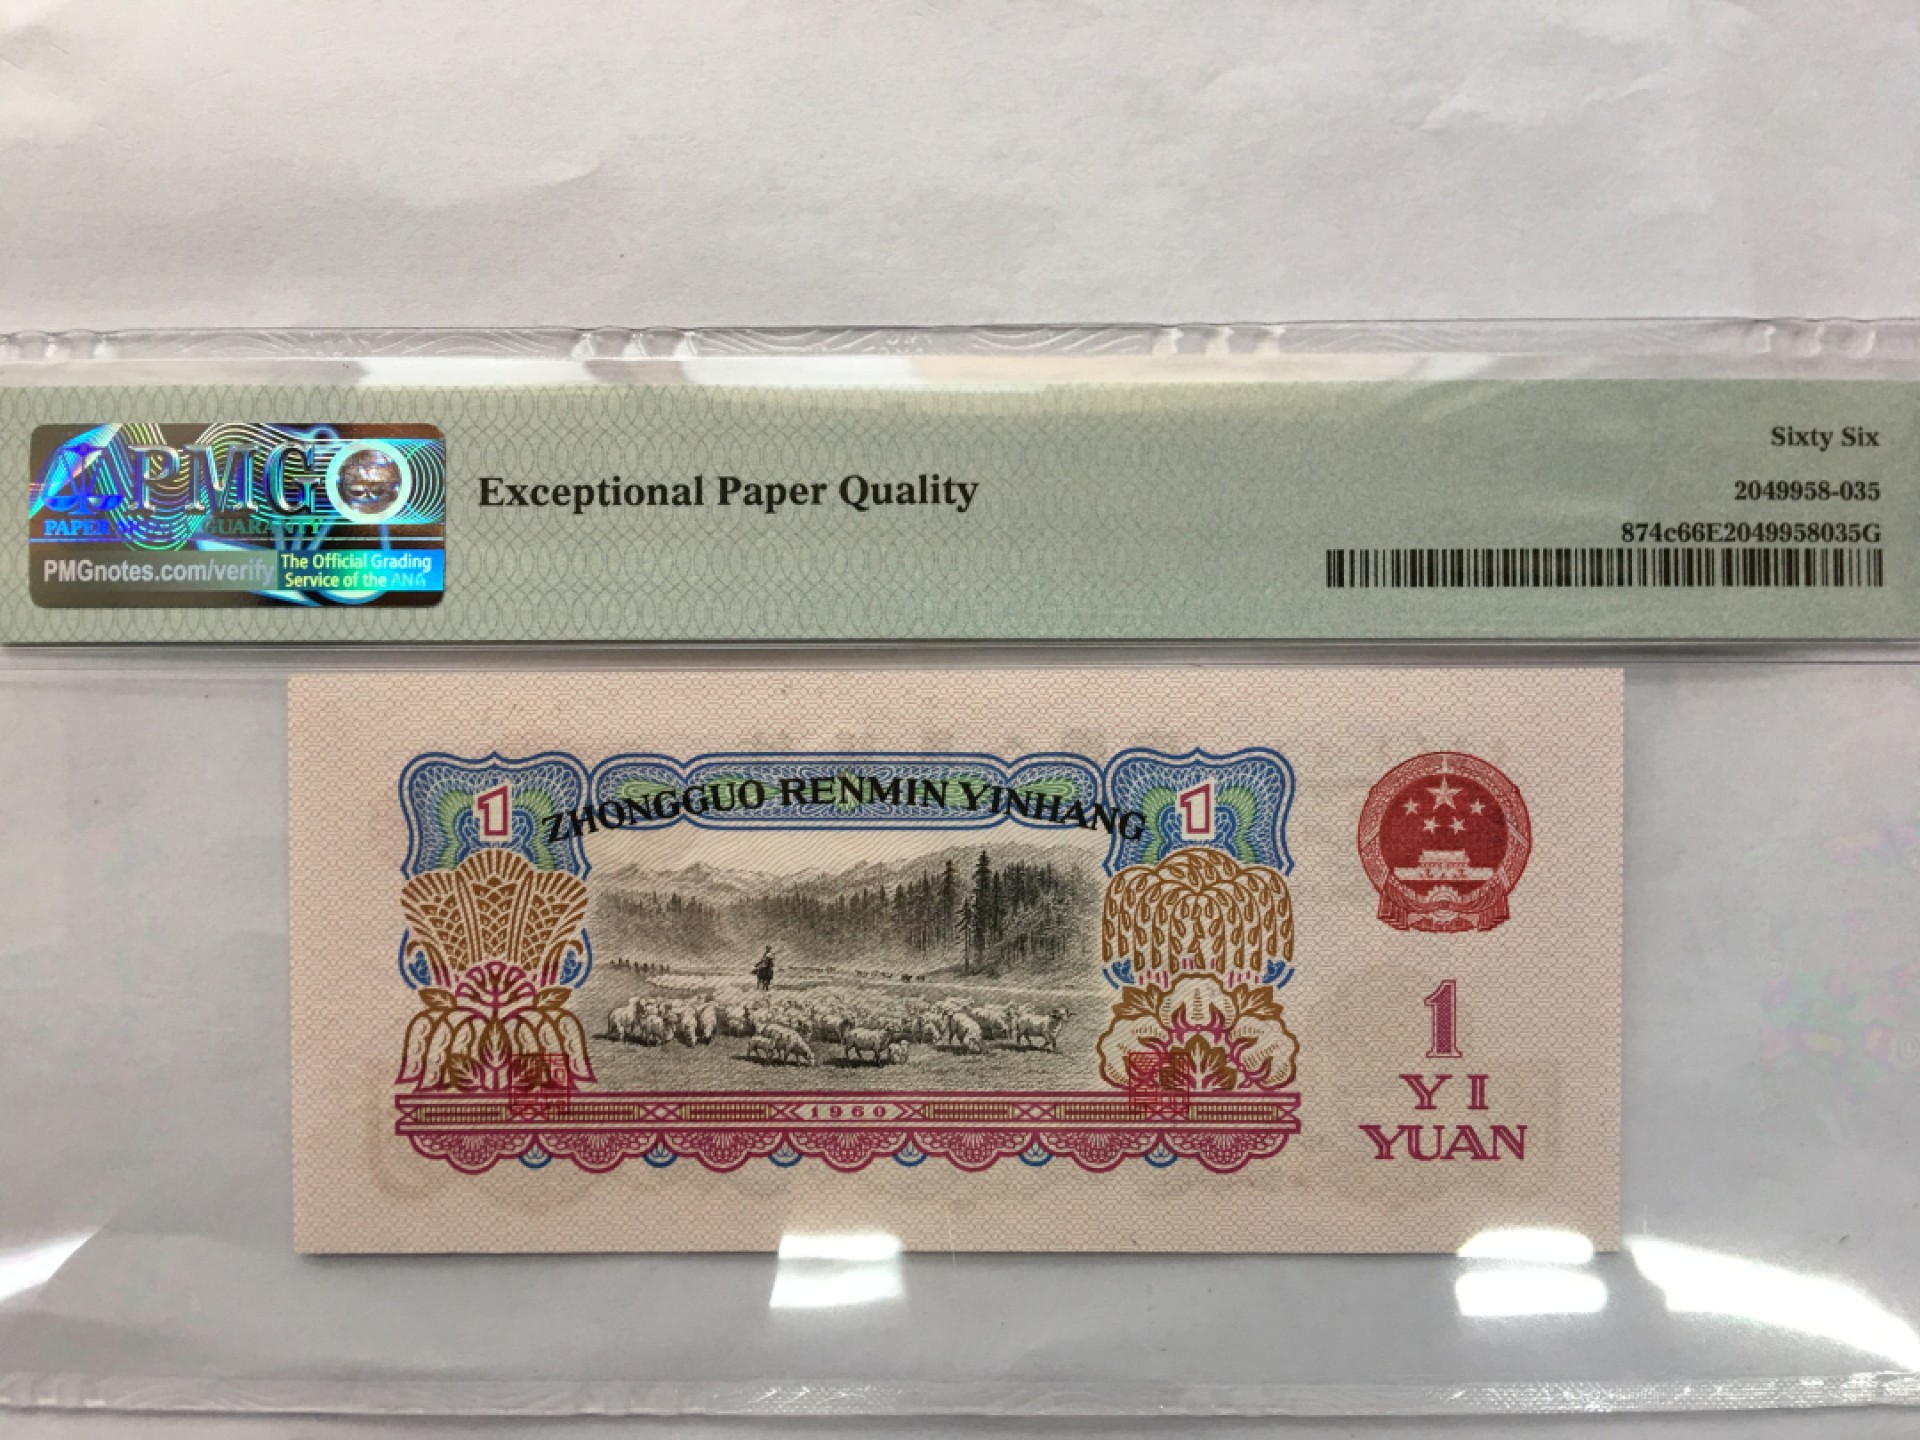 PMG
PAPER MONEY GUARANTY
PMGnotes.com/verify
The Official Grading
Service of the ANA
Exceptional Paper Quality
Sixty Six
2049958-035
874c66E2049958035G
1
ZHONGGUO RENMIN YINHANG
1
1960
1
YI
YUAN